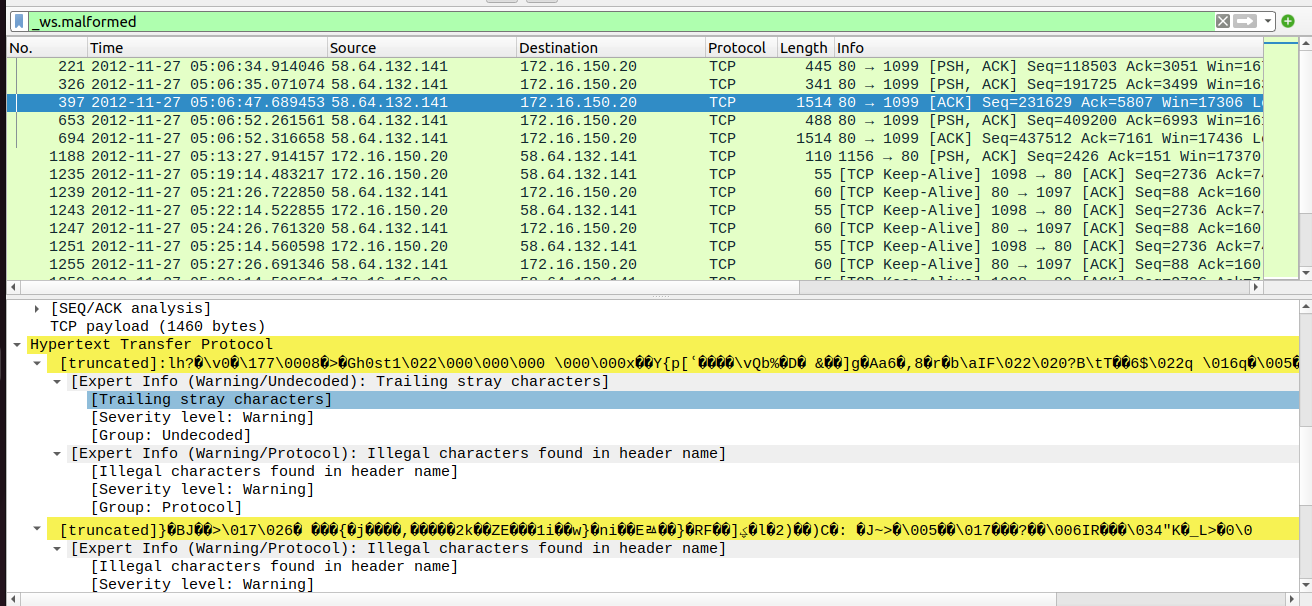 _ws.malformed
No. Time Source Destination Protocol Length Info
221 2012-11-27 05:06:34.914046 58.64.132.141 172.16.150.20 TCP 445 80 → 1099 [PSH, ACK] Seq=118503 Ack=3051 Win=16
326 2012-11-27 05:06:35.071074 58.64.132.141 172.16.150.20 TCP 341 80 → 1099 [PSH, ACK] Seq=191725 Ack=3499 Win=16
397 2012-11-27 05:06:47.689453 58.64.132.141 172.16.150.20 TCP 1514 80 → 1099 [ACK] Seq=231629 Ack=5807 Win=17306 L
653 2012-11-27 05:06:52.261561 58.64.132.141 172.16.150.20 TCP 488 80 → 1099 [PSH, ACK] Seq=409200 Ack=6993 Win=16
694 2012-11-27 05:06:52.316658 58.64.132.141 172.16.150.20 TCP 1514 80 → 1099 [ACK] Seq=437512 Ack=7161 Win=17436 L
1188 2012-11-27 05:13:27.914157 172.16.150.20 58.64.132.141 TCP 110 1156 → 80 [PSH, ACK] Seq=2426 Ack=151 Win=17370
1235 2012-11-27 05:19:14.483217 172.16.150.20 58.64.132.141 TCP 55 [TCP Keep-Alive] 1098 → 80 [ACK] Seq=2736 Ack=7
1239 2012-11-27 05:21:26.722850 58.64.132.141 172.16.150.20 TCP 60 [TCP Keep-Alive] 80 → 1097 [ACK] Seq=88 Ack=160
1243 2012-11-27 05:22:14.522855 172.16.150.20 58.64.132.141 TCP 55 [TCP Keep-Alive] 1098 → 80 [ACK] Seq=2736 Ack=7
1247 2012-11-27 05:24:26.761320 58.64.132.141 172.16.150.20 TCP 60 [TCP Keep-Alive] 80 → 1097 [ACK] Seq=88 Ack=160
1251 2012-11-27 05:25:14.560598 172.16.150.20 58.64.132.141 TCP 55 [TCP Keep-Alive] 1098 → 80 [ACK] Seq=2736 Ack=7
1255 2012-11-27 05:27:26.691346 58.64.132.141 172.16.150.20 TCP 60 [TCP Keep-Alive] 80 → 1097 [ACK] Seq=88 Ack=160
[SEQ/ACK analysis]
TCP payload (1460 bytes)
Hypertext Transfer Protocol
[truncated]:lh?�\v0�\177\0008�>�Gh0st1\022\000\000\000 \000\000x��Y{p[ʿ����\vQb%�D� &��]g�Aa6�,8�r�b\aIF\022\020?B\tT��6$\022q \016q�\005�
[Expert Info (Warning/Undecoded): Trailing stray characters]
[Trailing stray characters]
[Severity level: Warning]
[Group: Undecoded]
[Expert Info (Warning/Protocol): Illegal characters found in header name]
[Illegal characters found in header name]
[Severity level: Warning]
[Group: Protocol]
[truncated]}�BJ��>\017\026� ���{�j����,�����2k��ZE���1i��w}�ni��E��}�RF��]�l�2)��)C�: �J~>�\005��\017���?��\006IR���\034"K�_L>�0\0
[Expert Info (Warning/Protocol): Illegal characters found in header name]
[Illegal characters found in header name]
[Severity level: Warning]